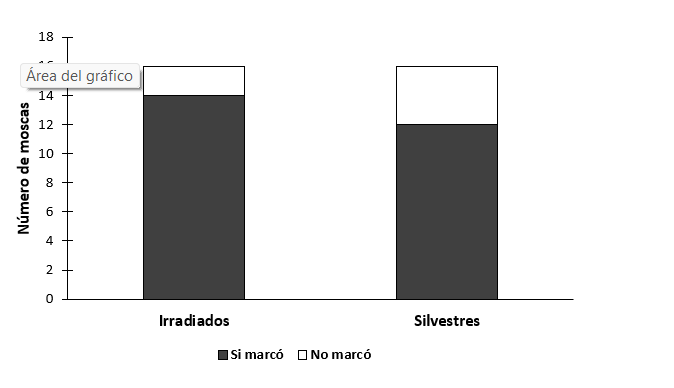 18
16
Área del gráfico
14
12
10
8
6
4
2
0
Número de moscas
Irradiados
Silvestres
Si marcó
No marcó